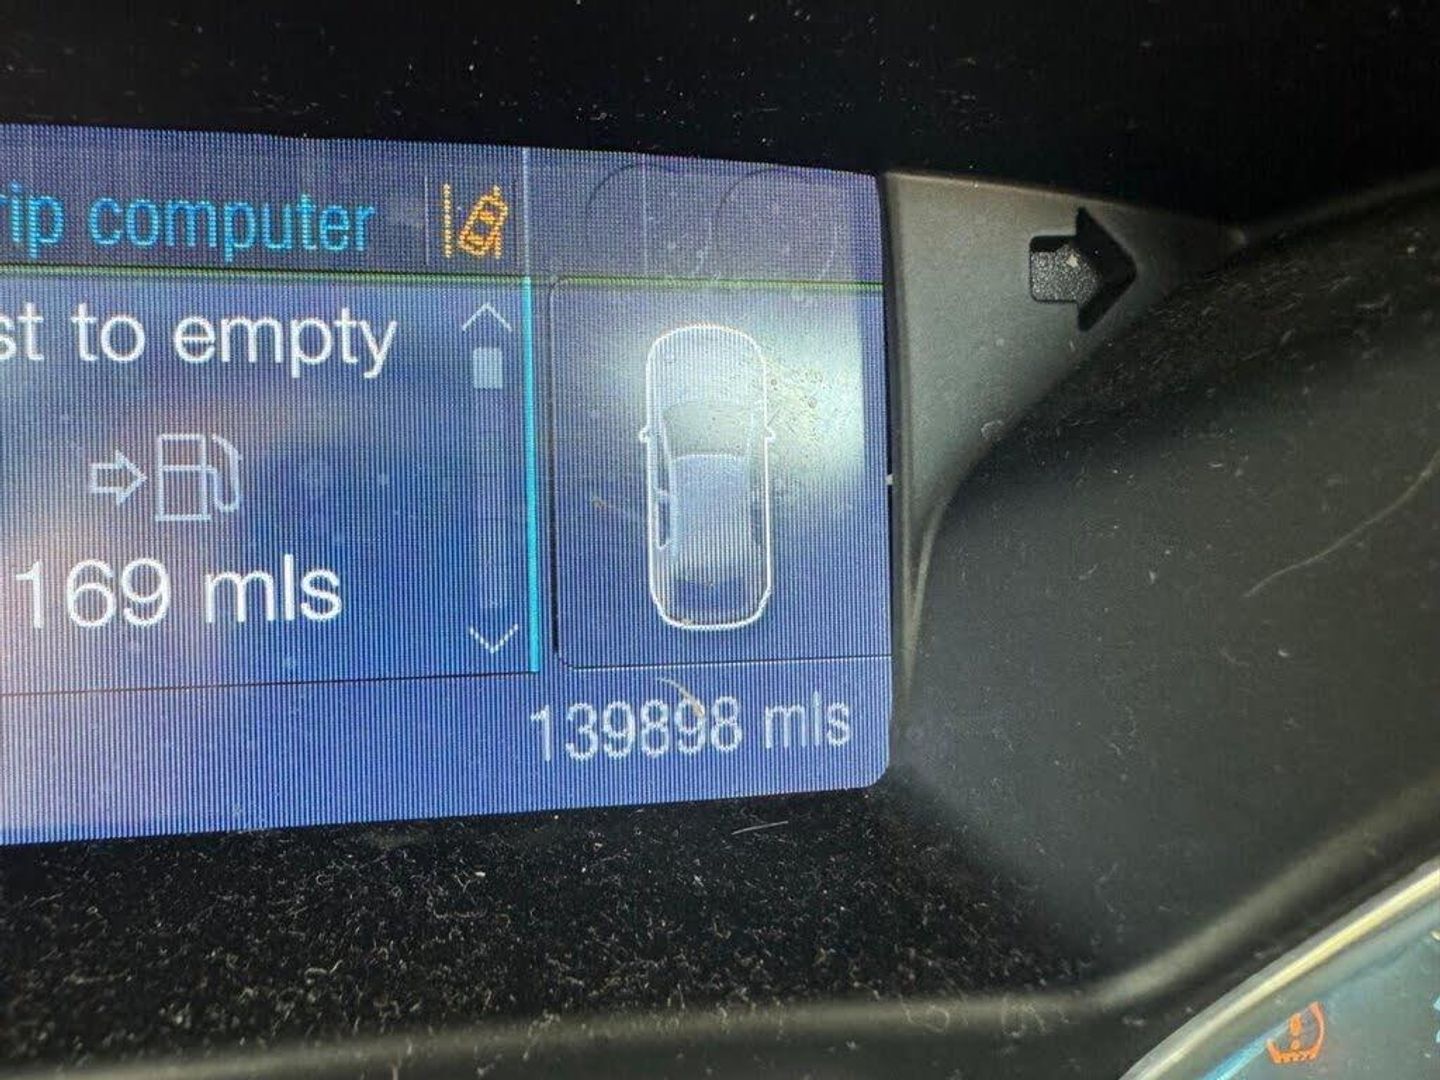 rip computer
st to empty
169 mls
139898 mls